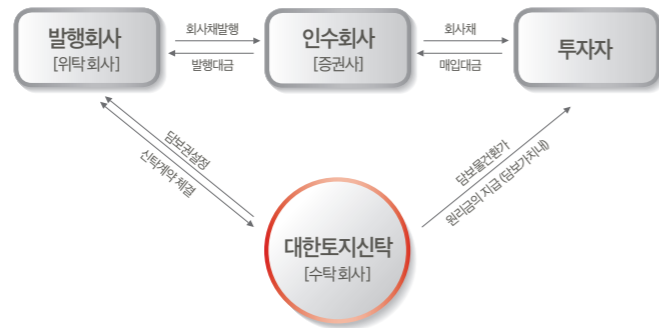 발행회사
[위탁회사]
회사채발행
발행대금
인수회사
[증권사]
회사채
매입대금
투자자
담보권설정
신탁계약 체결
담보물건환가
원리금의 지급 (담보가치내)
대한토지신탁
[수탁회사]